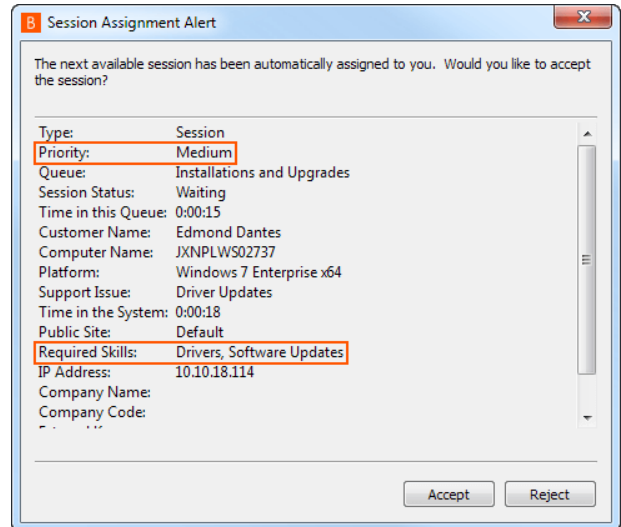 B Session Assignment Alert
The next available session has been automatically assigned to you. Would you like to accept
the session?
Type: Session
Priority: Medium
Queue: Installations and Upgrades
Session Status: Waiting
Time in this Queue: 0:00:15
Customer Name: Edmond Dantes
Computer Name: JXNPLWS02737
Platform: Windows 7 Enterprise x64
Support Issue: Driver Updates
Time in the System: 0:00:18
Public Site: Default
Required Skills: Drivers, Software Updates
IP Address: 10.10.18.114
Company Name:
Company Code:
Accept Reject